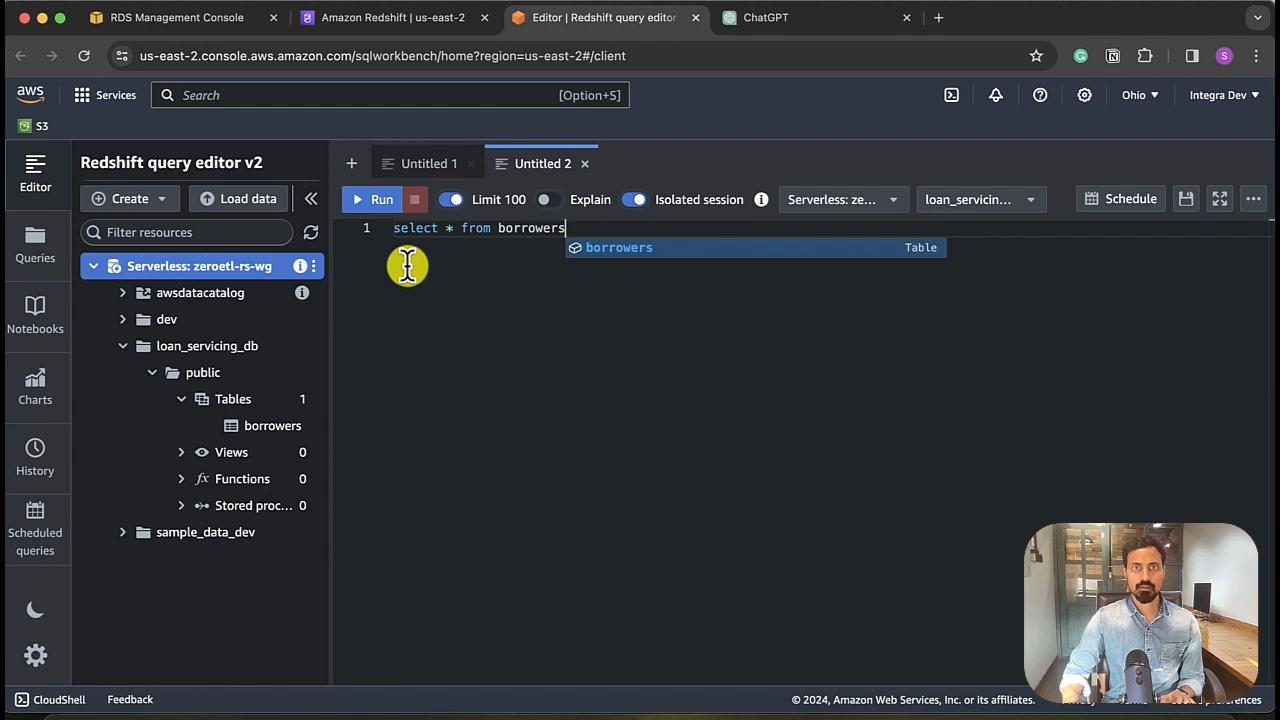 RDS Management Console
Amazon Redshift | us-east-2
Editor | Redshift query editor
ChatGPT
us-east-2.console.aws.amazon.com/sqlworkbench/home?region=us-east-2#/client
S
aws
Services
Search
[Option+S]
Ohio
Integra Dev
S3
Editor
Queries
Notebooks
Charts
History
Scheduled
queries
Redshift query editor v2
Create
Load data
Filter resources
Serverless: zeroetl-rs-wg
awsdatacatalog
dev
loan_servicing_db
public
Tables 1
borrowers
Views 0
fx Functions 0
Stored proc... 0
sample_data_dev
Untitled 1
Untitled 2
Run
Limit 100
Explain
Isolated session
Serverless: ze...
loan_servicin...
Schedule
1 select * from borrowers
borrowers Table
CloudShell
Feedback
© 2024, Amazon Web Services, Inc. or its affiliates.
preferences